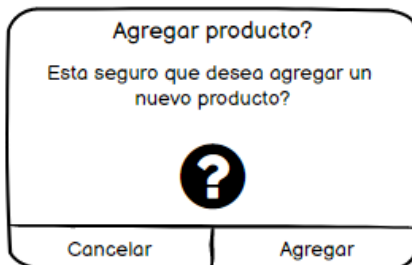 Agregar producto?
Esta seguro que desea agregar un
nuevo producto?
?
Cancelar
Agregar